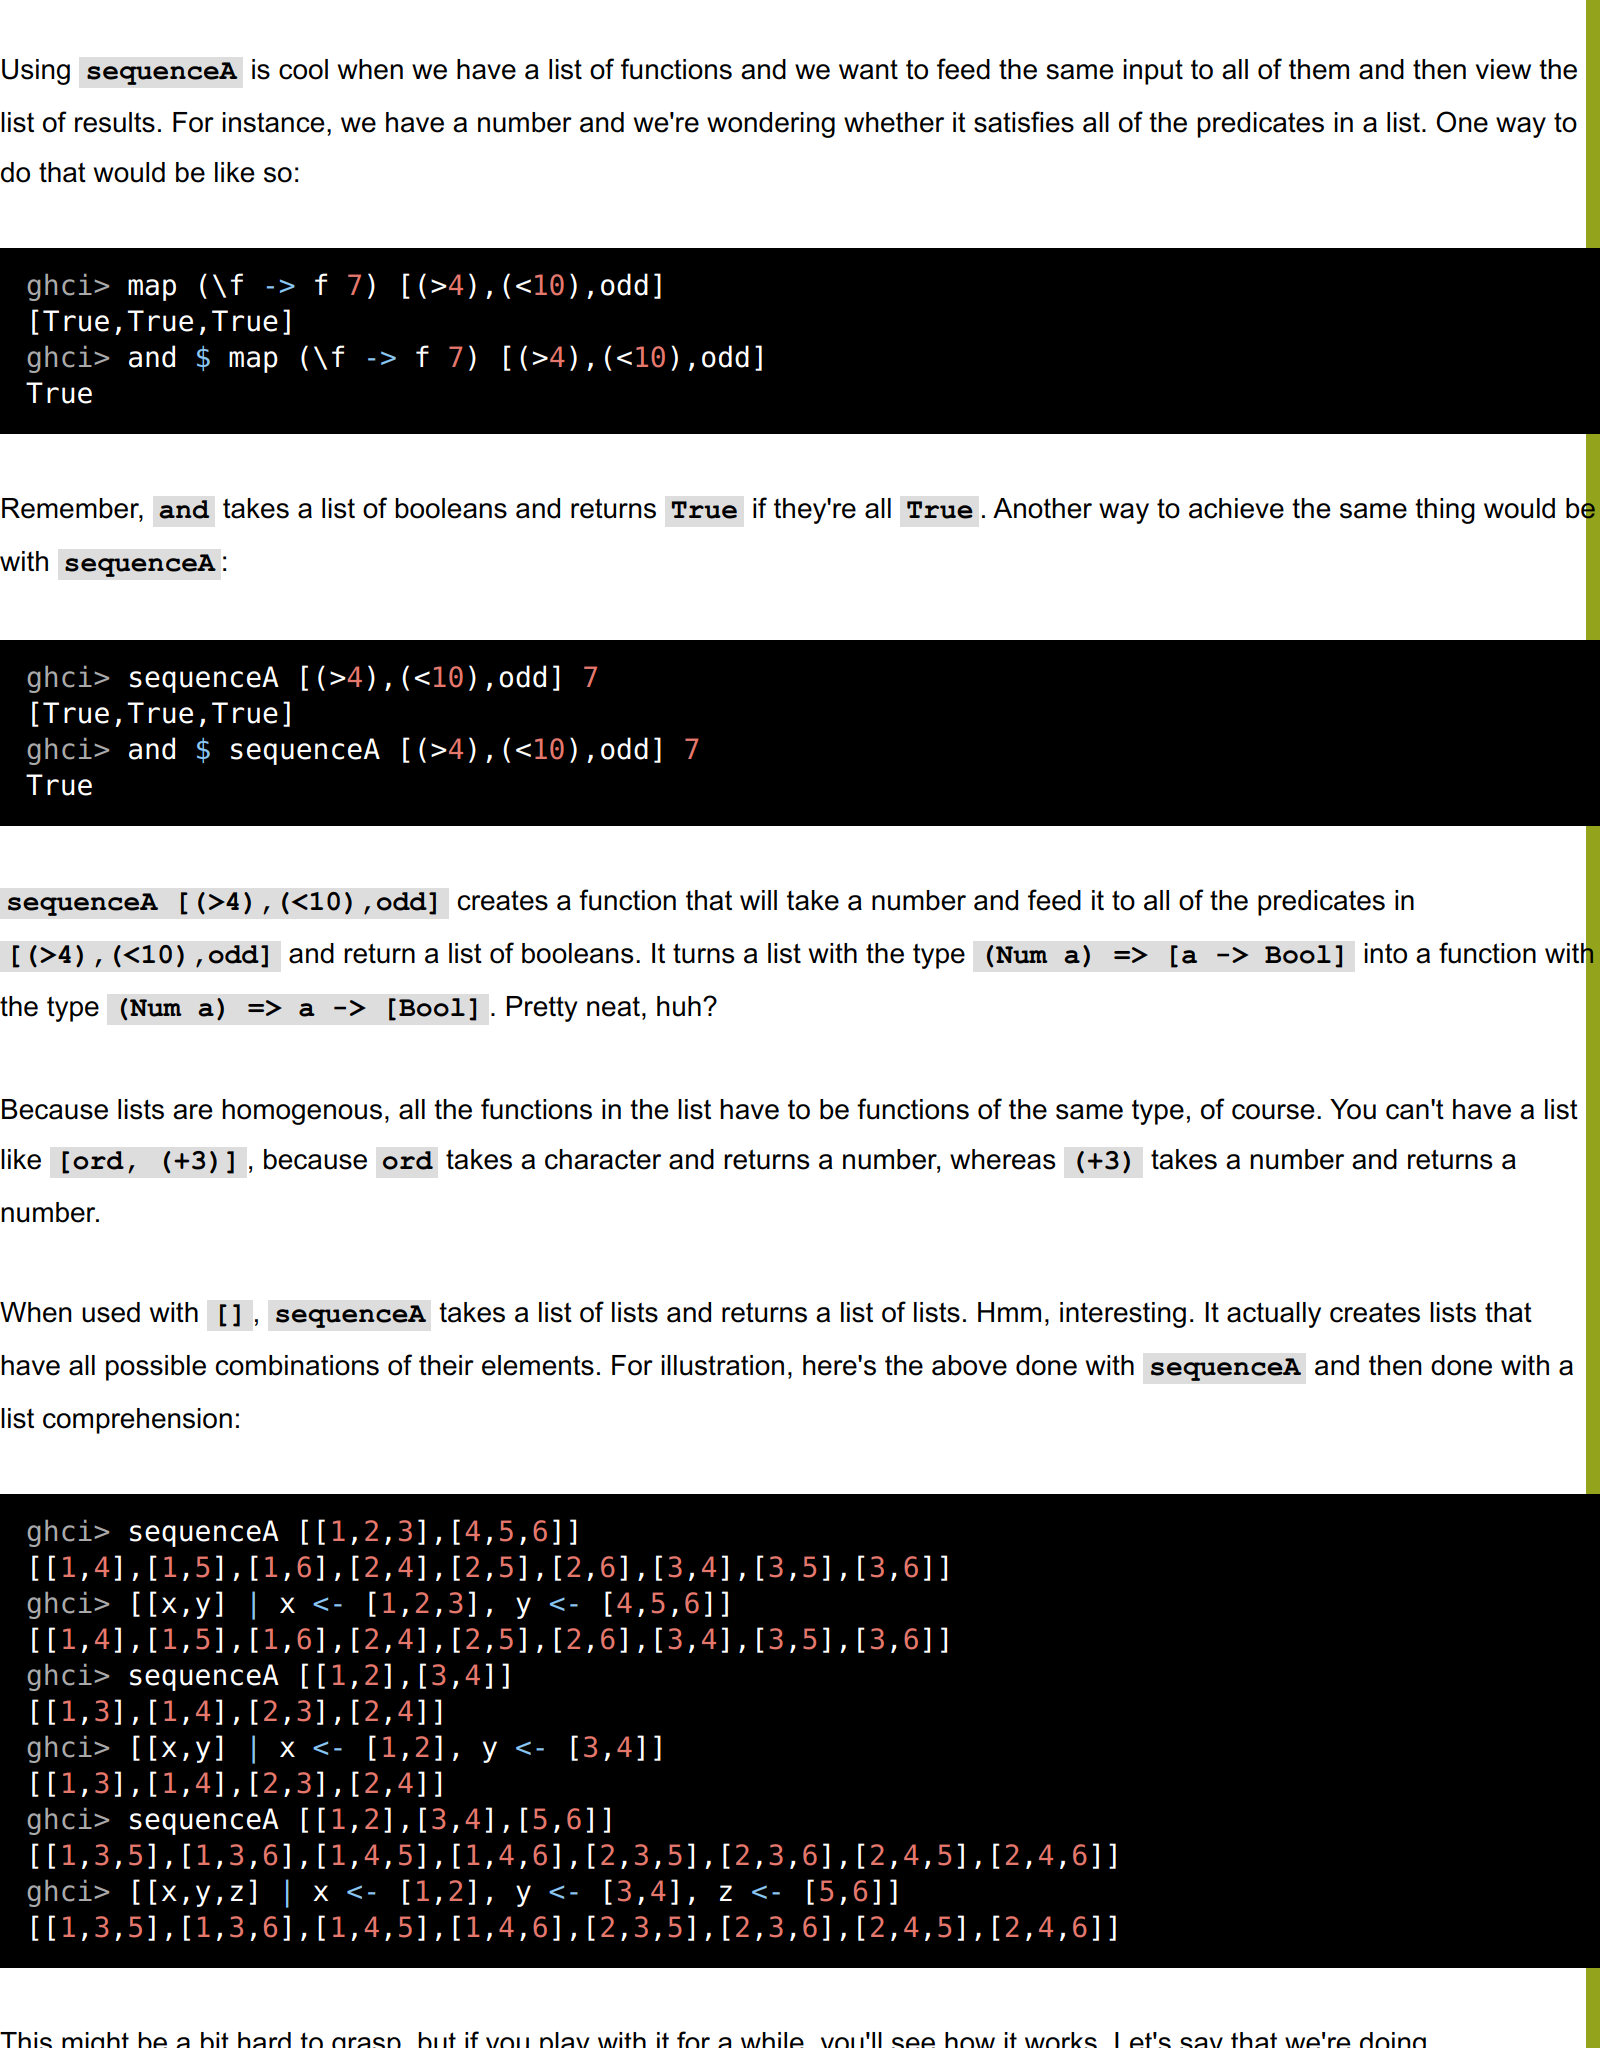 Using sequenceA is cool when we have a list of functions and we want to feed the same input to all of them and then view the
list of results. For instance, we have a number and we're wondering whether it satisfies all of the predicates in a list. One way to
do that would be like so:
ghci> map (\f -> f 7) [(>4),(<10),odd]
[True,True,True]
ghci> and $ map (\f -> f 7) [(>4),(<10),odd]
True
Remember, and takes a list of booleans and returns True if they're all True. Another way to achieve the same thing would be
with sequenceA:
ghci> sequenceA [(>4),(<10),odd] 7
[True,True,True]
ghci> and $ sequenceA [(>4),(<10),odd] 7
True
sequenceA [(>4),(<10),odd] creates a function that will take a number and feed it to all of the predicates in
[(>4),(<10),odd] and return a list of booleans. It turns a list with the type (Num a) => [a -> Bool] into a function with
the type (Num a) => a -> [Bool]. Pretty neat, huh?
Because lists are homogenous, all the functions in the list have to be functions of the same type, of course. You can't have a list
like [ord, (+3)], because ord takes a character and returns a number, whereas (+3) takes a number and returns a
number.
When used with [], sequenceA takes a list of lists and returns a list of lists. Hmm, interesting. It actually creates lists that
have all possible combinations of their elements. For illustration, here's the above done with sequenceA and then done with a
list comprehension:
ghci> sequenceA [[1,2,3],[4,5,6]]
[[1,4],[1,5],[1,6],[2,4],[2,5],[2,6],[3,4],[3,5],[3,6]]
ghci> [[x,y] | x <- [1,2,3], y <- [4,5,6]]
[[1,4],[1,5],[1,6],[2,4],[2,5],[2,6],[3,4],[3,5],[3,6]]
ghci> sequenceA [[1,2],[3,4]]
[[1,3],[1,4],[2,3],[2,4]]
ghci> [[x,y] | x <- [1,2], y <- [3,4]]
[[1,3],[1,4],[2,3],[2,4]]
ghci> sequenceA [[1,2],[3,4],[5,6]]
[[1,3,5],[1,3,6],[1,4,5],[1,4,6],[2,3,5],[2,3,6],[2,4,5],[2,4,6]]
ghci> [[x,y,z] | x <- [1,2], y <- [3,4], z <- [5,6]]
[[1,3,5],[1,3,6],[1,4,5],[1,4,6],[2,3,5],[2,3,6],[2,4,5],[2,4,6]]
This might be a bit hard to grasp, but if you play with it for a while, you'll see how it works. Let's say that we're doing